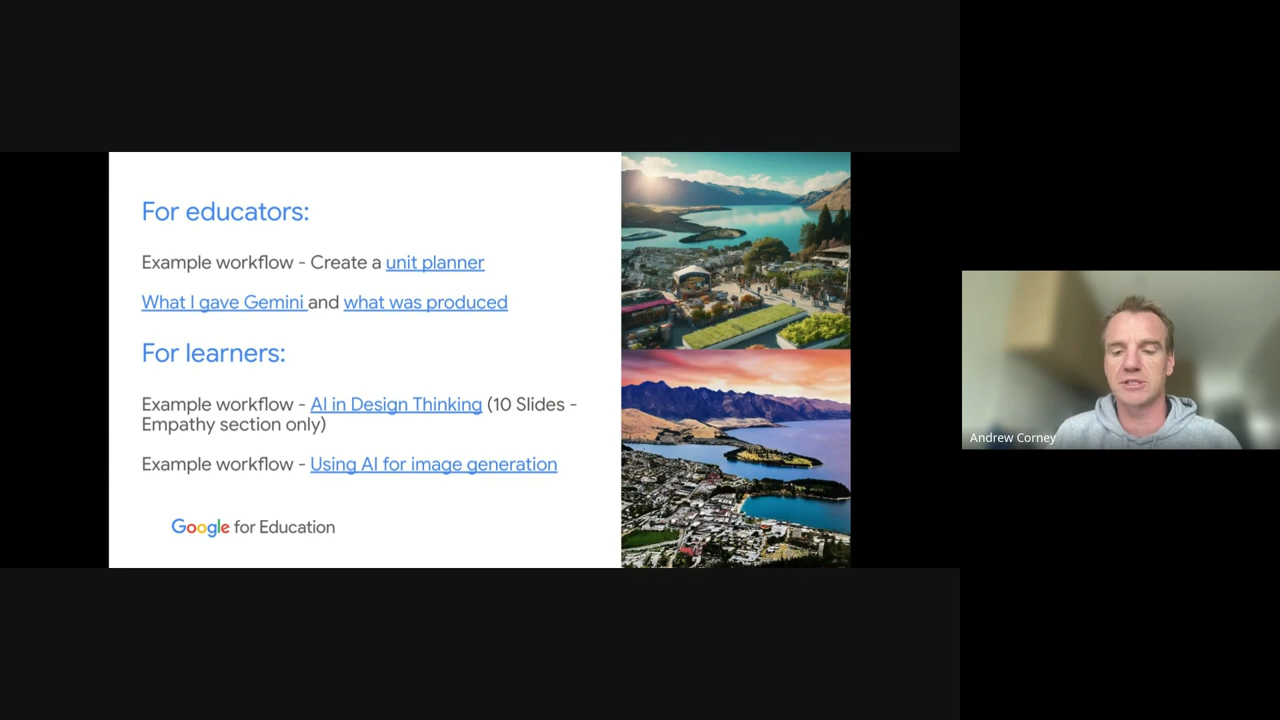 For educators:
Example workflow - Create a unit planner
What I gave Gemini and what was produced
For learners:
Example workflow - AI in Design Thinking (10 Slides -
Empathy section only)
Example workflow - Using AI for image generation
Google for Education
Andrew Corney